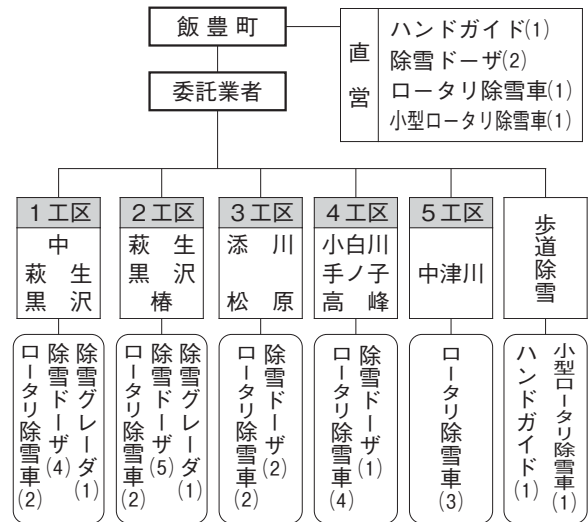 飯豊町
直営
ハンドガイド(1)
除雪ドーザ(2)
ロータリ除雪車(1)
小型ロータリ除雪車(1)
委託業者
1工区
中
萩生
黒沢
除雪グレーダ(1)
除雪ドーザ(4)
ロータリ除雪車(2)
2工区
萩生
黒沢
椿
除雪グレーダ(1)
除雪ドーザ(5)
ロータリ除雪車(2)
3工区
添川
松原
除雪ドーザ(2)
ロータリ除雪車(2)
4工区
小白川
手ノ子
高峰
除雪ドーザ(1)
ロータリ除雪車(4)
5工区
中津川
ロータリ除雪車(3)
歩道除雪
小型ロータリ除雪車(1)
ハンドガイド(1)